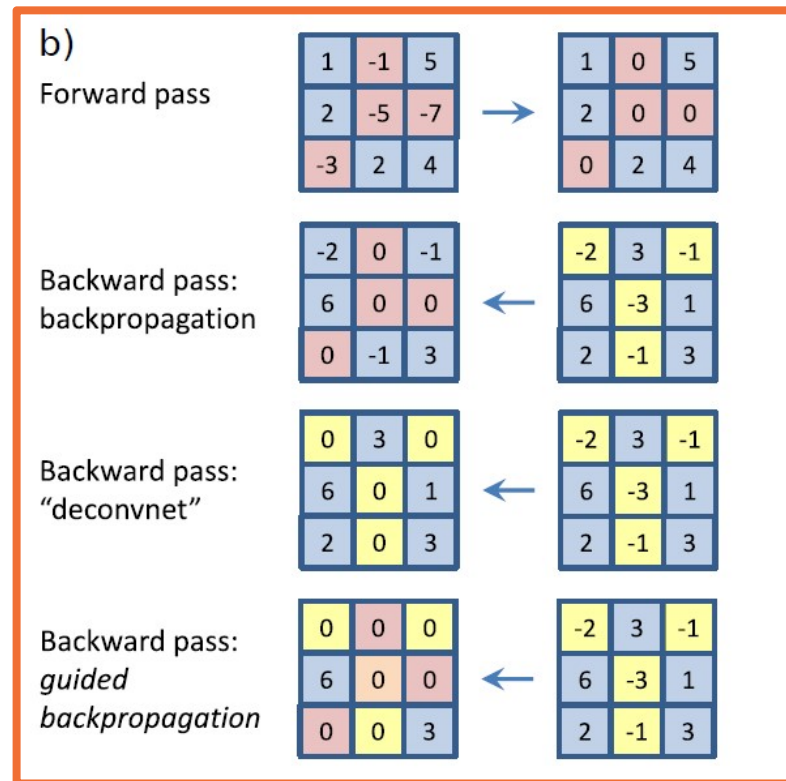 b)
Forward pass
1 -1 5 1 0 5
2 -5 -7 2 0 0
-3 2 4 0 2 4
Backward pass:
backpropagation
-2 0 -1 -2 3 -1
6 0 0 6 -3 1
0 -1 3 2 -1 3
Backward pass:
“deconvnet”
0 3 0 -2 3 -1
6 0 1 6 -3 1
2 0 3 2 -1 3
Backward pass:
guided
backpropagation
0 0 0 -2 3 -1
6 0 0 6 -3 1
0 0 3 2 -1 3